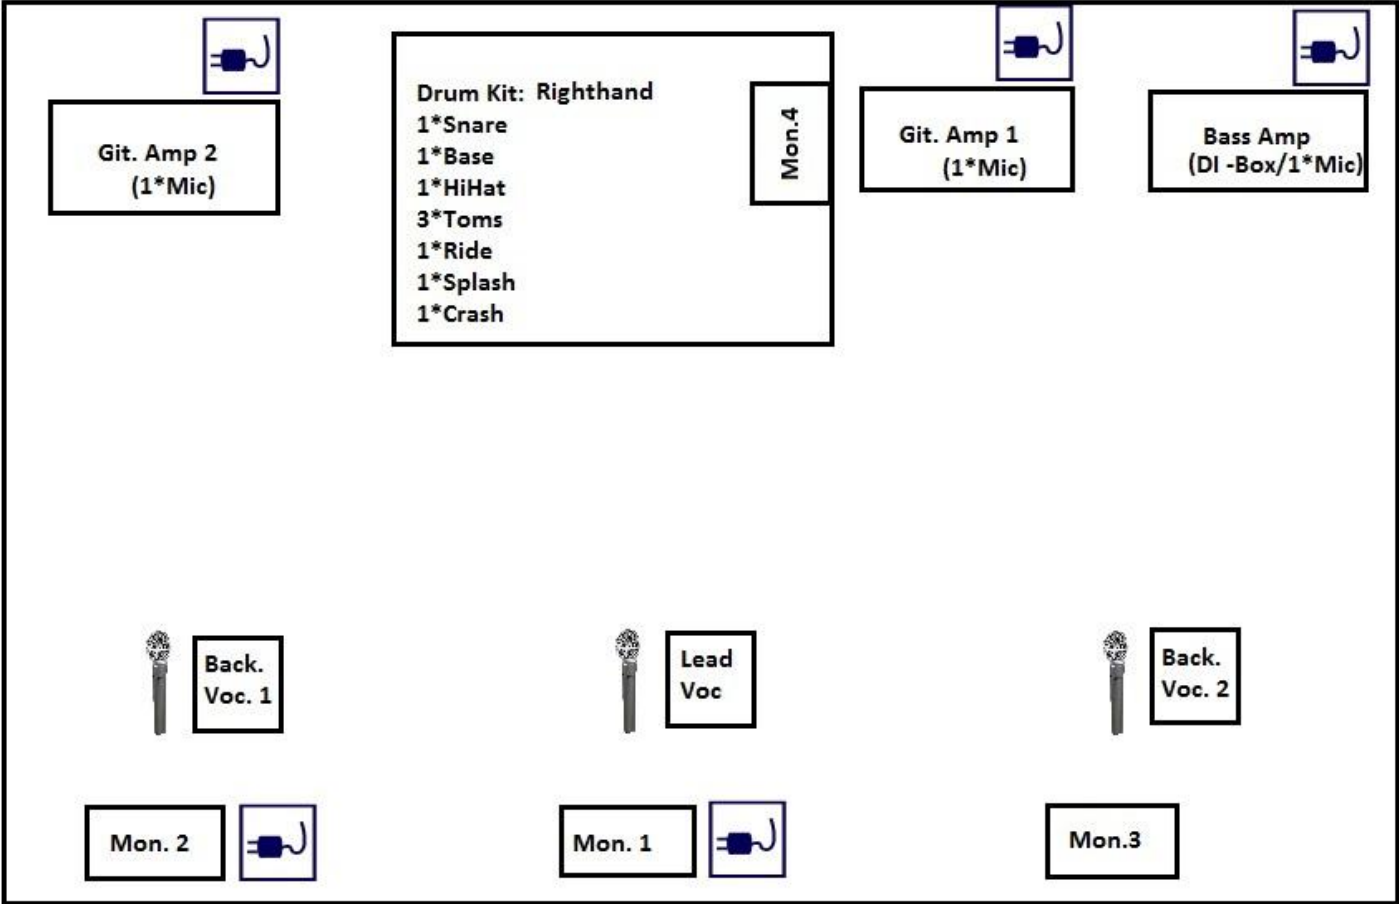 Git. Amp 2
(1*Mic)
Drum Kit: Righthand
1*Snare
1*Base
1*HiHat
3*Toms
1*Ride
1*Splash
1*Crash
Mon.4
Git. Amp 1
(1*Mic)
Bass Amp
(DI -Box/1*Mic)
Back.
Voc. 1
Lead
Voc
Back.
Voc. 2
Mon. 2
Mon. 1
Mon.3